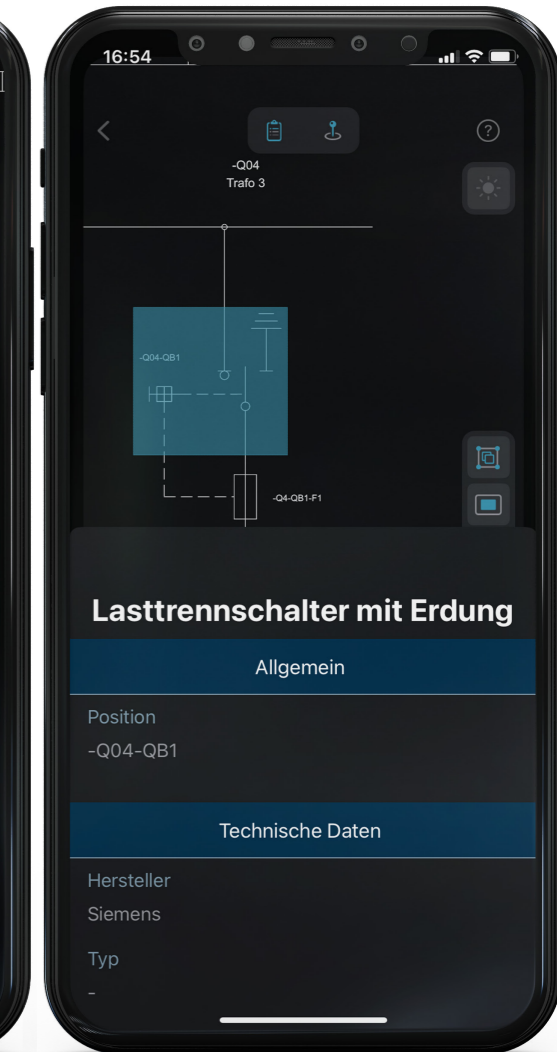 16:54
-Q04
Trafo 3
-Q04-QB1
-Q4-QB1-F1
Lasttrennschalter mit Erdung
Allgemein
Position
-Q04-QB1
Technische Daten
Hersteller
Siemens
Typ
-